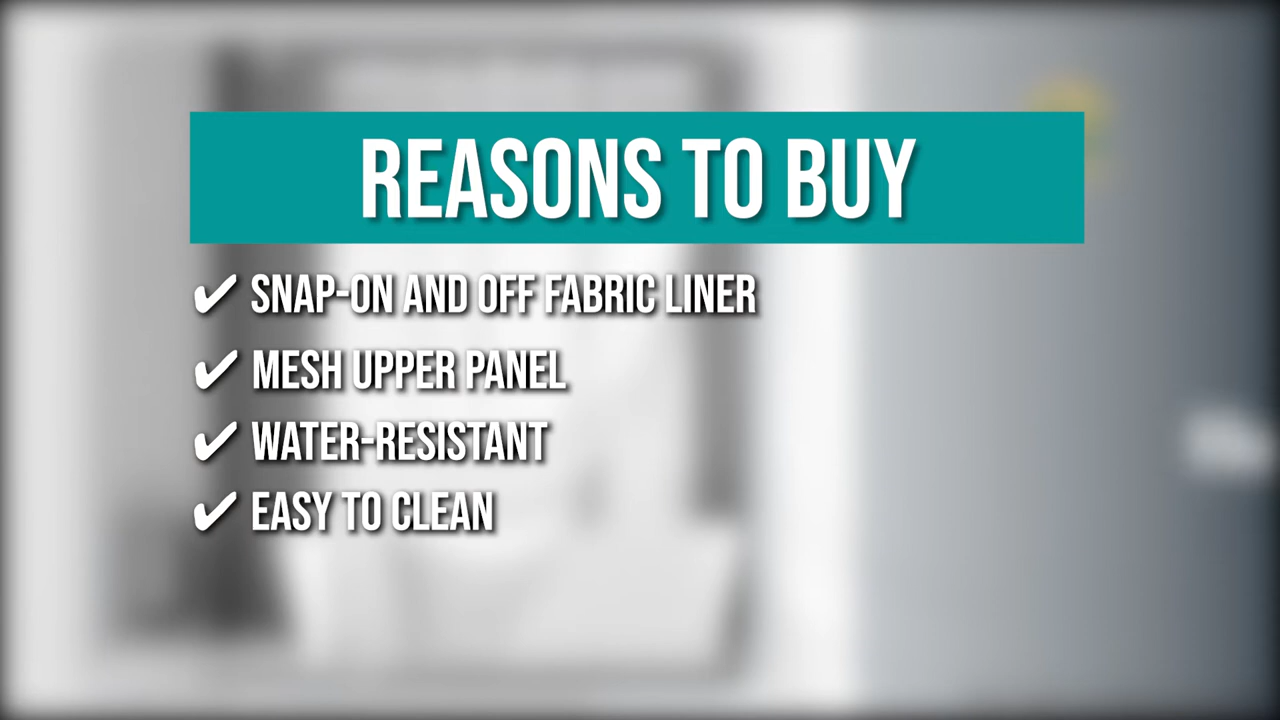 REASONS TO BUY
✔ SNAP-ON AND OFF FABRIC LINER
✔ MESH UPPER PANEL
✔ WATER-RESISTANT
✔ EASY TO CLEAN